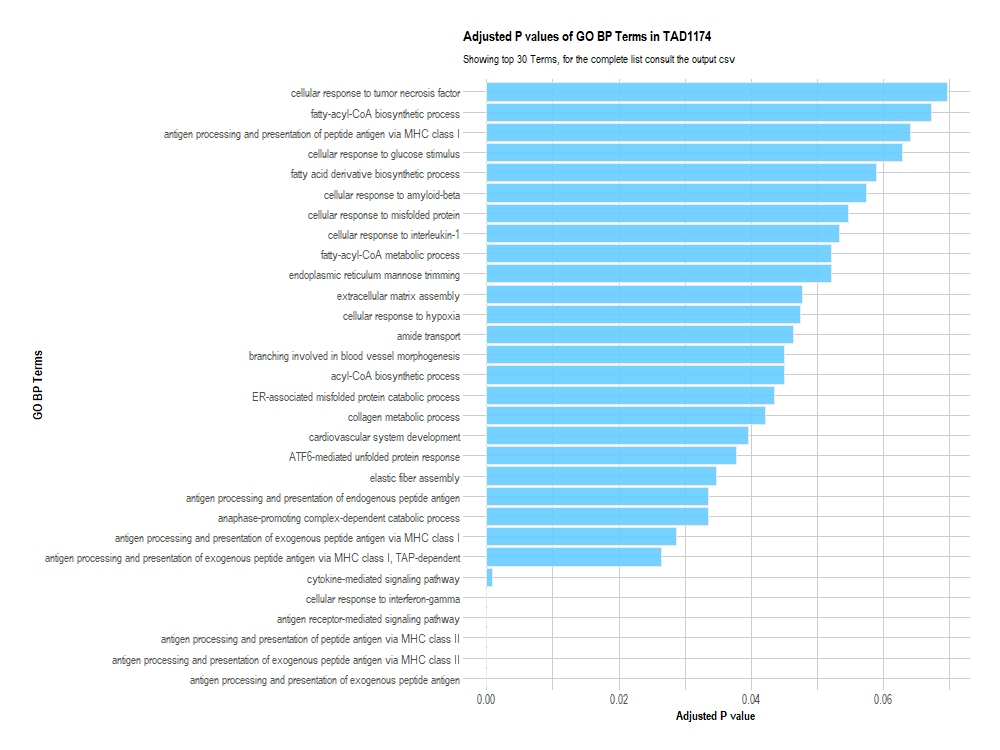 Adjusted P values of GO BP Terms in TAD1174
Showing top 30 Terms, for the complete list consult the output csv
GO BP Terms
cellular response to tumor necrosis factor
fatty-acyl-CoA biosynthetic process
antigen processing and presentation of peptide antigen via MHC class I
cellular response to glucose stimulus
fatty acid derivative biosynthetic process
cellular response to amyloid-beta
cellular response to misfolded protein
cellular response to interleukin-1
fatty-acyl-CoA metabolic process
endoplasmic reticulum mannose trimming
extracellular matrix assembly
cellular response to hypoxia
amide transport
branching involved in blood vessel morphogenesis
acyl-CoA biosynthetic process
ER-associated misfolded protein catabolic process
collagen metabolic process
cardiovascular system development
ATF6-mediated unfolded protein response
elastic fiber assembly
antigen processing and presentation of endogenous peptide antigen
anaphase-promoting complex-dependent catabolic process
antigen processing and presentation of exogenous peptide antigen via MHC class I
antigen processing and presentation of exogenous peptide antigen via MHC class I, TAP-dependent
cytokine-mediated signaling pathway
cellular response to interferon-gamma
antigen receptor-mediated signaling pathway
antigen processing and presentation of peptide antigen via MHC class II
antigen processing and presentation of exogenous peptide antigen via MHC class II
antigen processing and presentation of exogenous peptide antigen
0.00 0.02 0.04 0.06
Adjusted P value